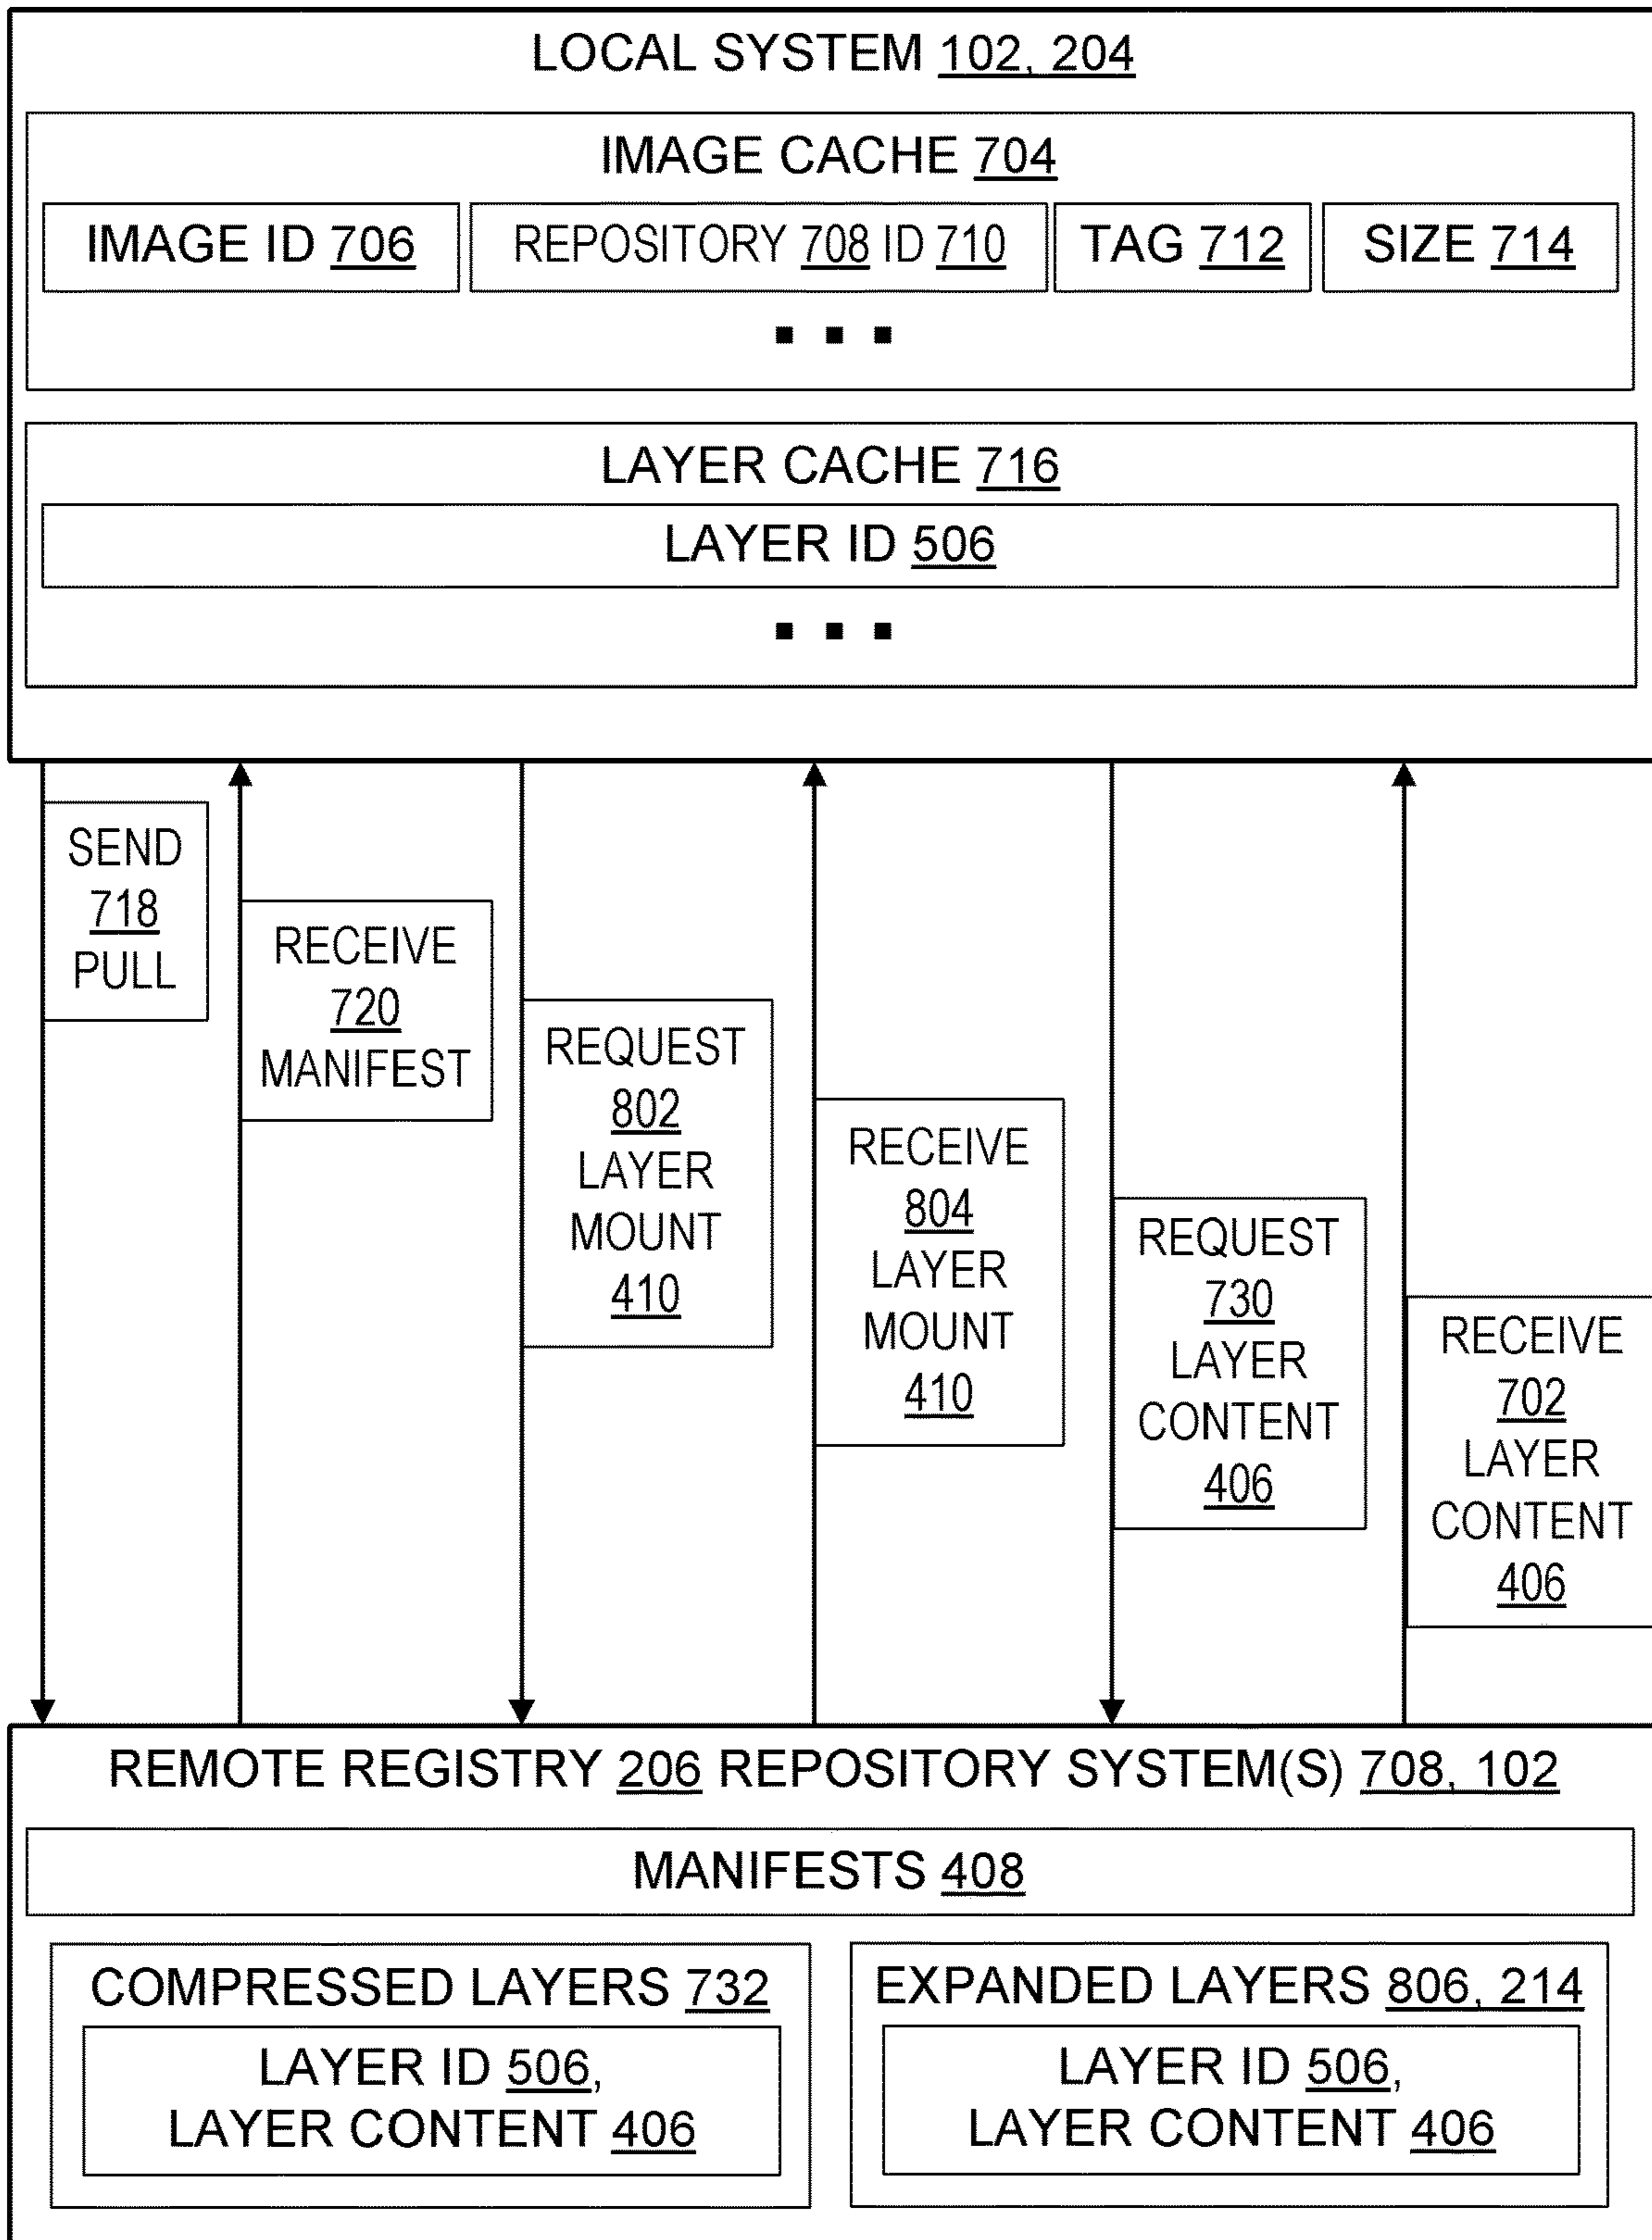 LOCAL SYSTEM 102, 204
IMAGE CACHE 704
IMAGE ID 706
REPOSITORY 708 ID 710
TAG 712
SIZE 714
LAYER CACHE 716
LAYER ID 506
SEND
718
PULL
RECEIVE
720
MANIFEST
REQUEST
802
LAYER
MOUNT
410
RECEIVE
804
LAYER
MOUNT
410
REQUEST
730
LAYER
CONTENT
406
RECEIVE
702
LAYER
CONTENT
406
REMOTE REGISTRY 206 REPOSITORY SYSTEM(S) 708, 102
MANIFESTS 408
COMPRESSED LAYERS 732
LAYER ID 506,
LAYER CONTENT 406
EXPANDED LAYERS 806, 214
LAYER ID 506,
LAYER CONTENT 406